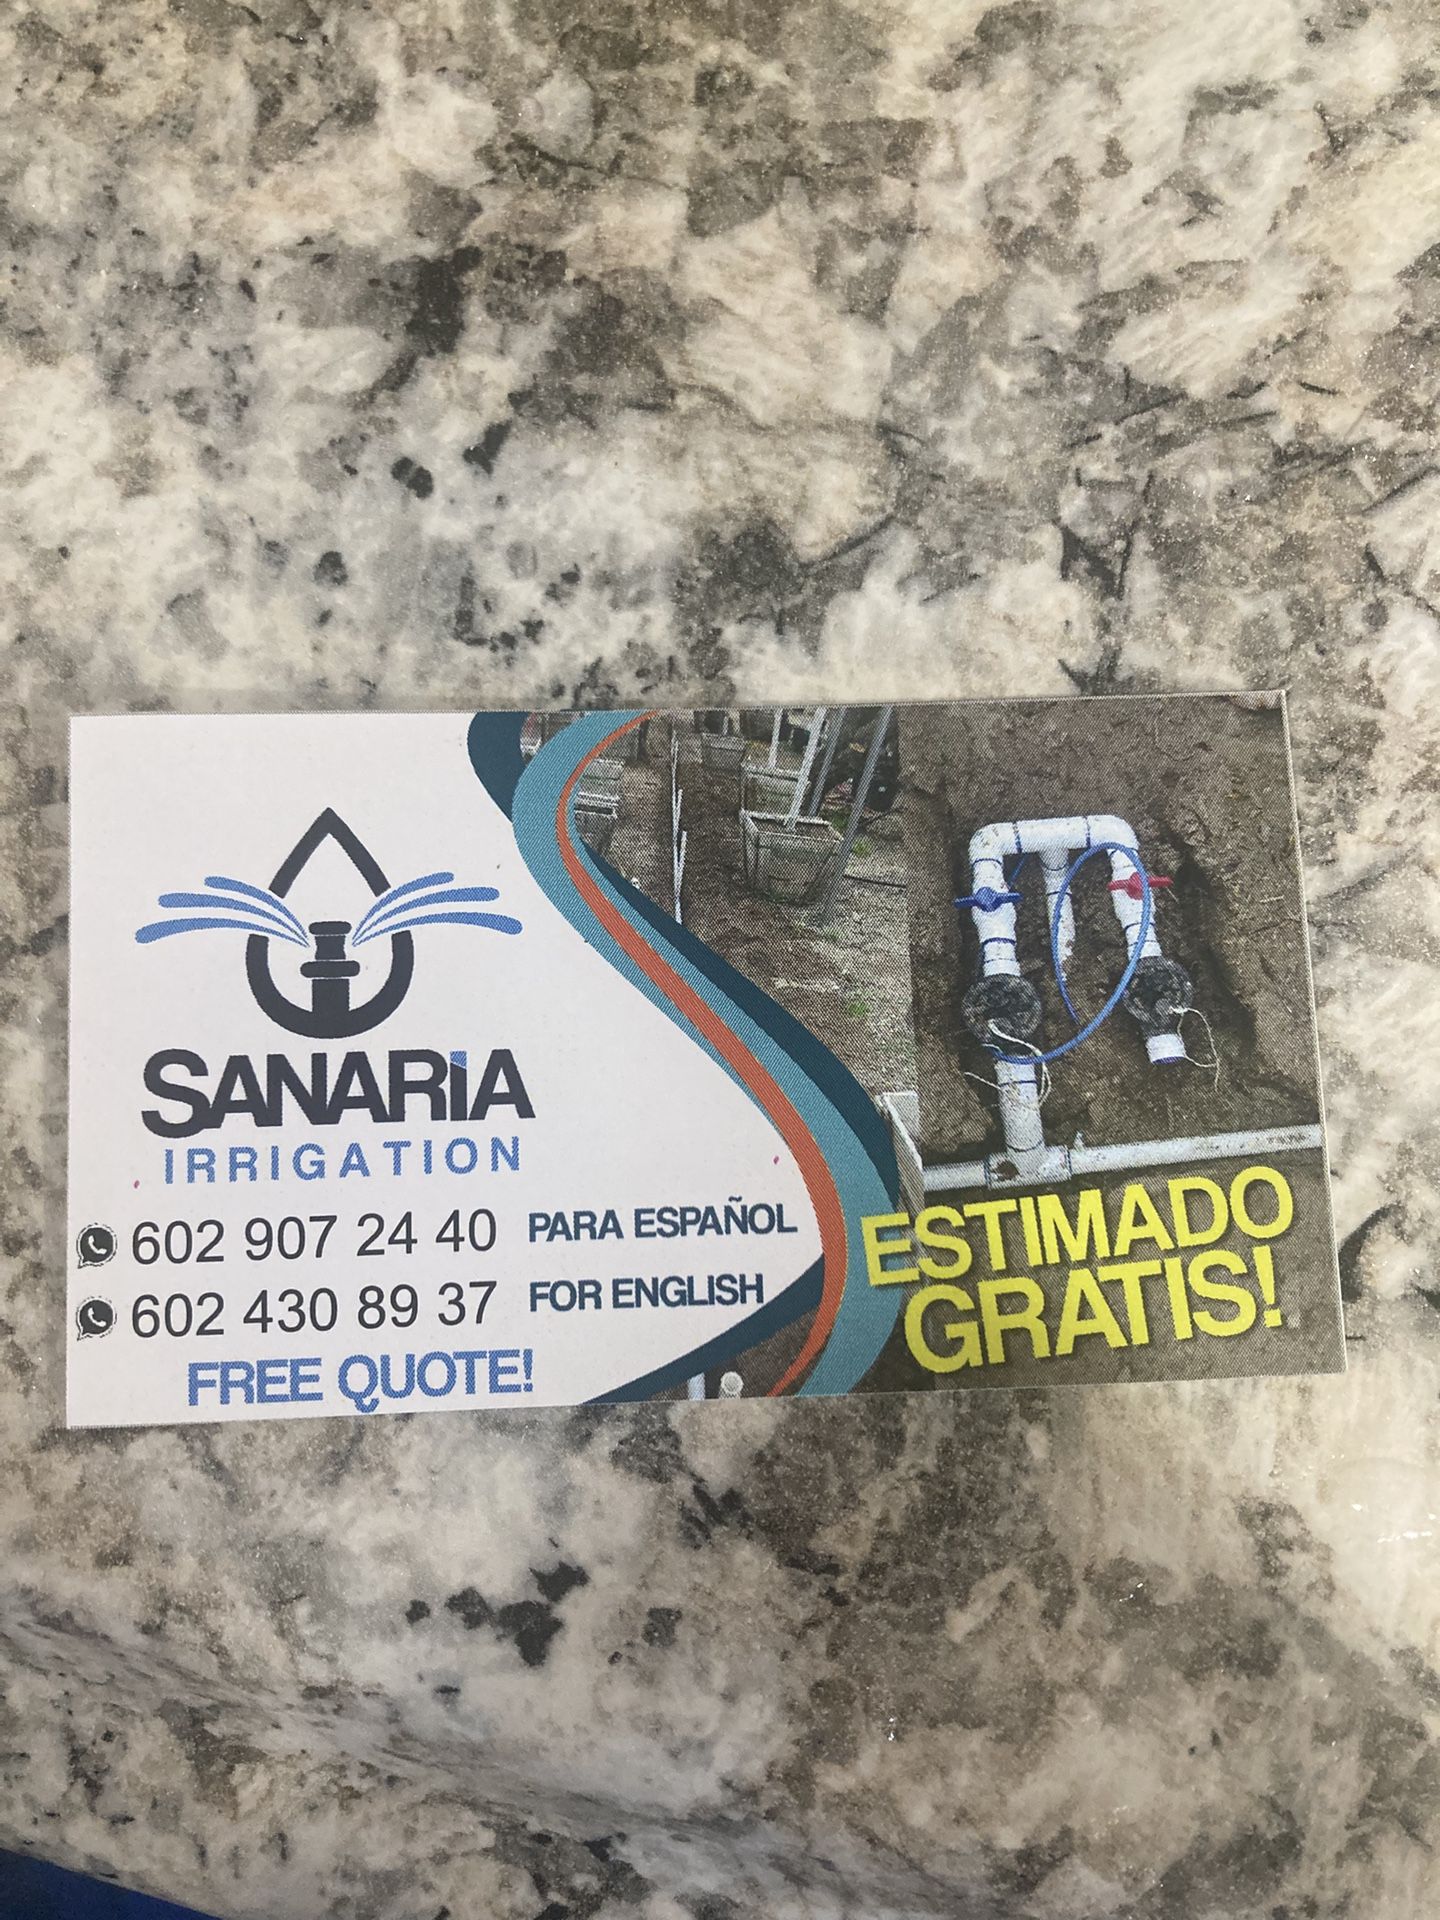 SANARiA
IRRIGATION
602 907 24 40 PARA ESPAÑOL
602 430 89 37 FOR ENGLISH
FREE QUOTE!
ESTIMADO
GRATIS!